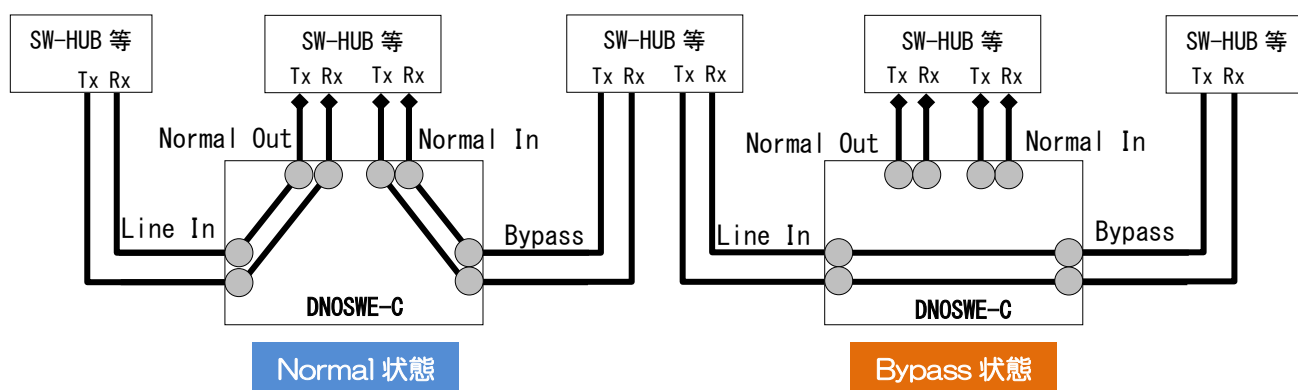 SW-HUB 等
Tx Rx
SW-HUB 等
Tx Rx Tx Rx
SW-HUB 等
Tx Rx Tx Rx
SW-HUB 等
Tx Rx Tx Rx
SW-HUB 等
Tx Rx
Normal Out
Normal In
Line In
Bypass
DNOSWE-C
Normal 状態
Normal Out
Normal In
Line In
Bypass
DNOSWE-C
Bypass 状態